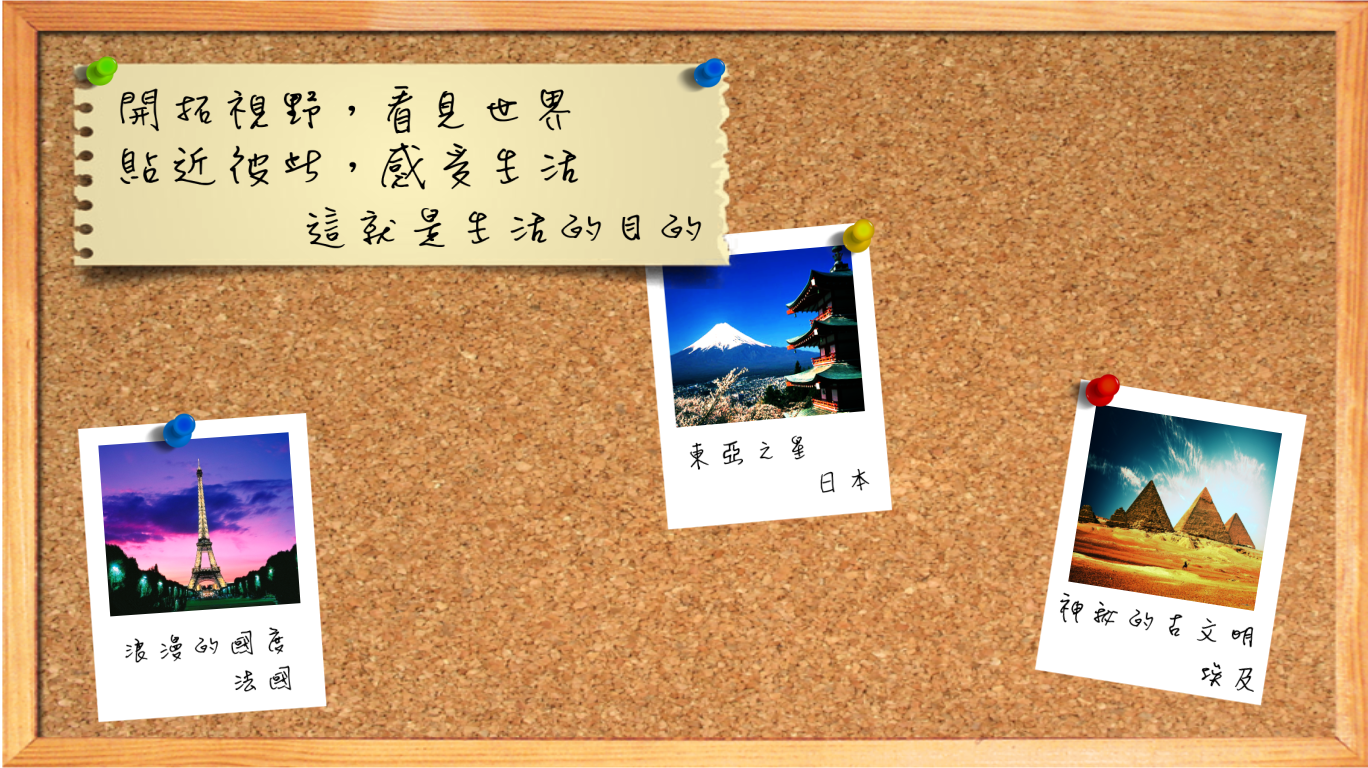 開拓視野，看見世界
貼近彼此，感受生活
這就是生活的目的
東亞之星
日本
浪漫的國度
法國
神秘的古文明
埃及